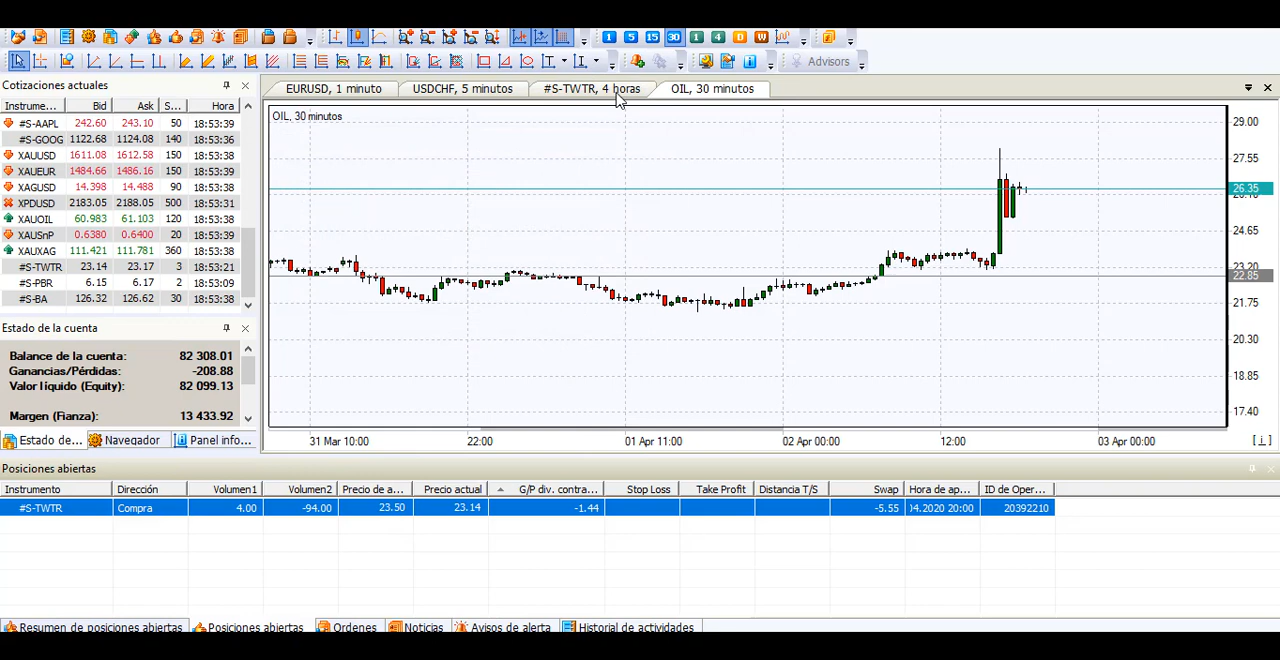 1 5 15 30 1 4 D W
Advisors
Cotizaciones actuales
EURUSD, 1 minuto USDCHF, 5 minutos #S-TWTR, 4 horas OIL, 30 minutos
Instrume... Bid Ask S... Hora
#S-AAPL 242.60 243.10 50 18:53:39
#S-GOOG 1122.68 1124.08 140 18:53:36
XAUUSD 1611.08 1612.58 150 18:53:39
XAUEUR 1484.66 1486.16 150 18:53:39
XAGUSD 14.398 14.488 90 18:53:39
XPDUSD 2183.05 2188.05 500 18:53:31
XAUOIL 60.983 61.103 120 18:53:38
XAUSnP 0.6380 0.6400 20 18:53:39
XAUXAG 111.421 111.781 360 18:53:38
#S-TWTR 23.14 23.17 3 18:53:21
#S-PBR 6.15 6.17 2 18:53:09
#S-BA 126.32 126.62 30 18:53:38
OIL, 30 minutos
29.00
27.55
26.35
24.65
23.20
22.85
21.75
20.30
18.85
17.40
31 Mar 10:00 22:00 01 Apr 11:00 02 Apr 00:00 12:00 03 Apr 00:00
Estado de la cuenta
Balance de la cuenta: 82 308.01
Ganancias/Pérdidas: -208.88
Valor líquido (Equity): 82 099.13
Margen (Fianza): 13 433.92
Estado de... Navegador Panel info...
Posiciones abiertas
Instrumento Dirección Volumen1 Volumen2 Precio de a... Precio actual G/P div. contra... Stop Loss Take Profit Distancia T/S Swap Hora de ap... ID de Oper...
#S-TWTR Compra 4.00 -94.00 23.50 23.14 -1.44 -5.55 04.2020 20:00 20392210
Resumen de posiciones abiertas Posiciones abiertas Ordenes Noticias Avisos de alerta Historial de actividades